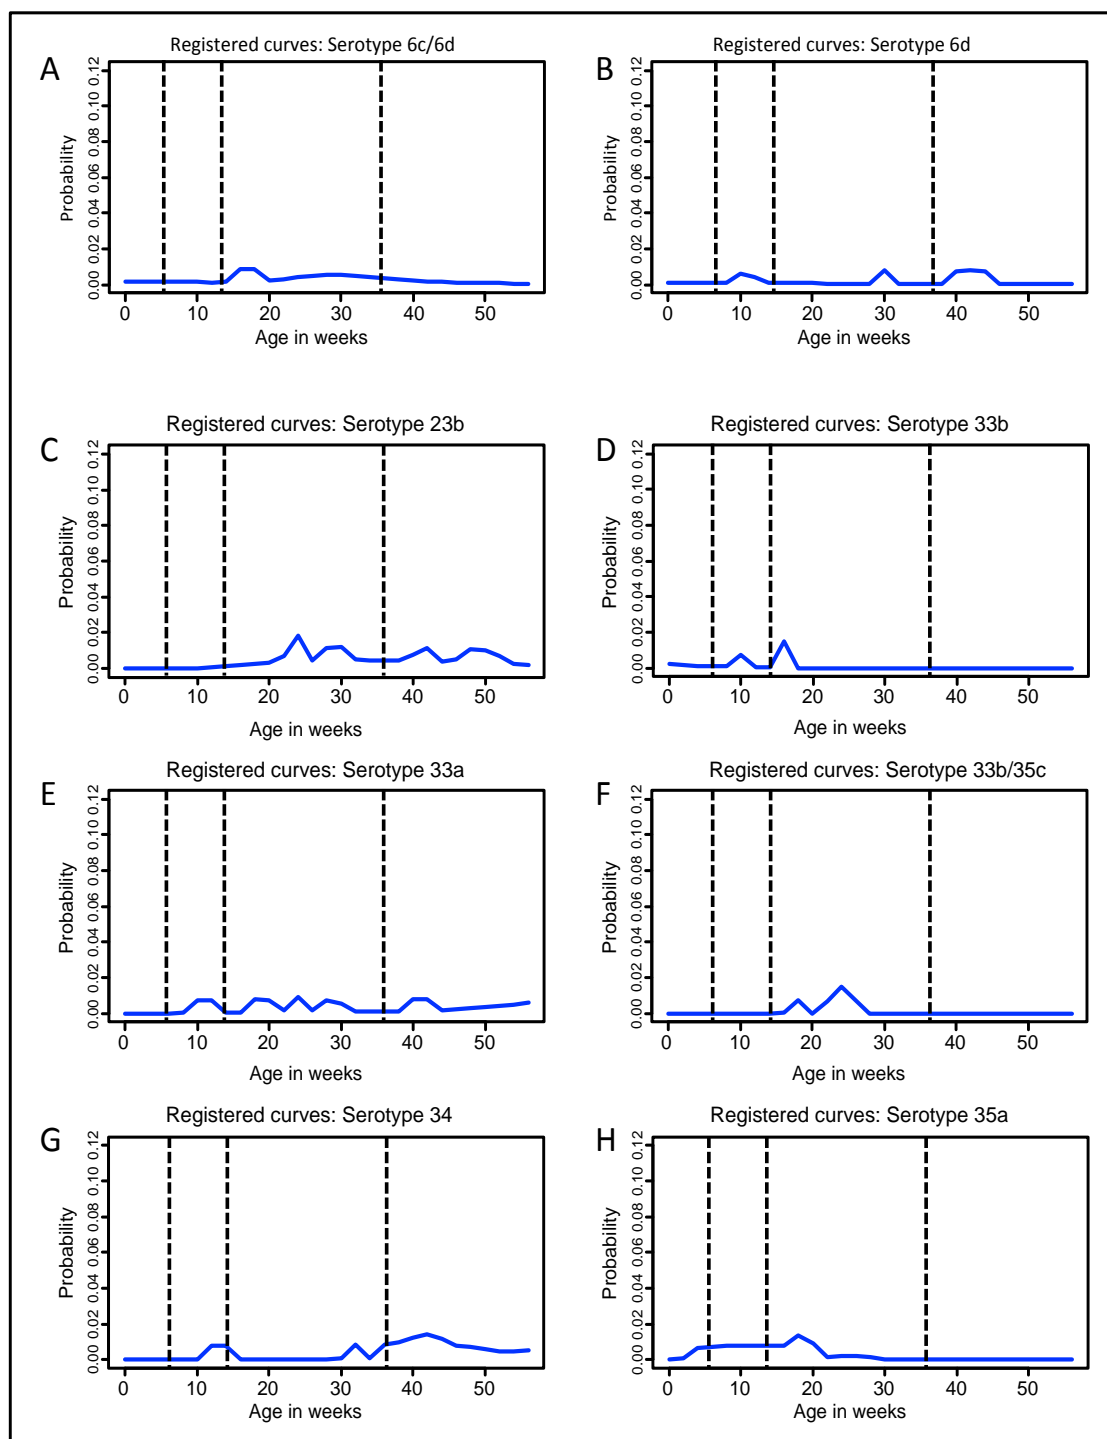 Registered curves: Serotype 6c/6d
A
Probability
0.00 0.02 0.04 0.06 0.08 0.10 0.12
0 10 20 30 40 50
Age in weeks
Registered curves: Serotype 6d
B
Probability
0.00 0.02 0.04 0.06 0.08 0.10 0.12
0 10 20 30 40 50
Age in weeks
Registered curves: Serotype 23b
C
Probability
0.00 0.02 0.04 0.06 0.08 0.10 0.12
0 10 20 30 40 50
Age in weeks
Registered curves: Serotype 33b
D
Probability
0.00 0.02 0.04 0.06 0.08 0.10 0.12
0 10 20 30 40 50
Age in weeks
Registered curves: Serotype 33a
E
Probability
0.00 0.02 0.04 0.06 0.08 0.10 0.12
0 10 20 30 40 50
Age in weeks
Registered curves: Serotype 33b/35c
F
Probability
0.00 0.02 0.04 0.06 0.08 0.10 0.12
0 10 20 30 40 50
Age in weeks
Registered curves: Serotype 34
G
Probability
0.00 0.02 0.04 0.06 0.08 0.10 0.12
0 10 20 30 40 50
Age in weeks
Registered curves: Serotype 35a
H
Probability
0.00 0.02 0.04 0.06 0.08 0.10 0.12
0 10 20 30 40 50
Age in weeks